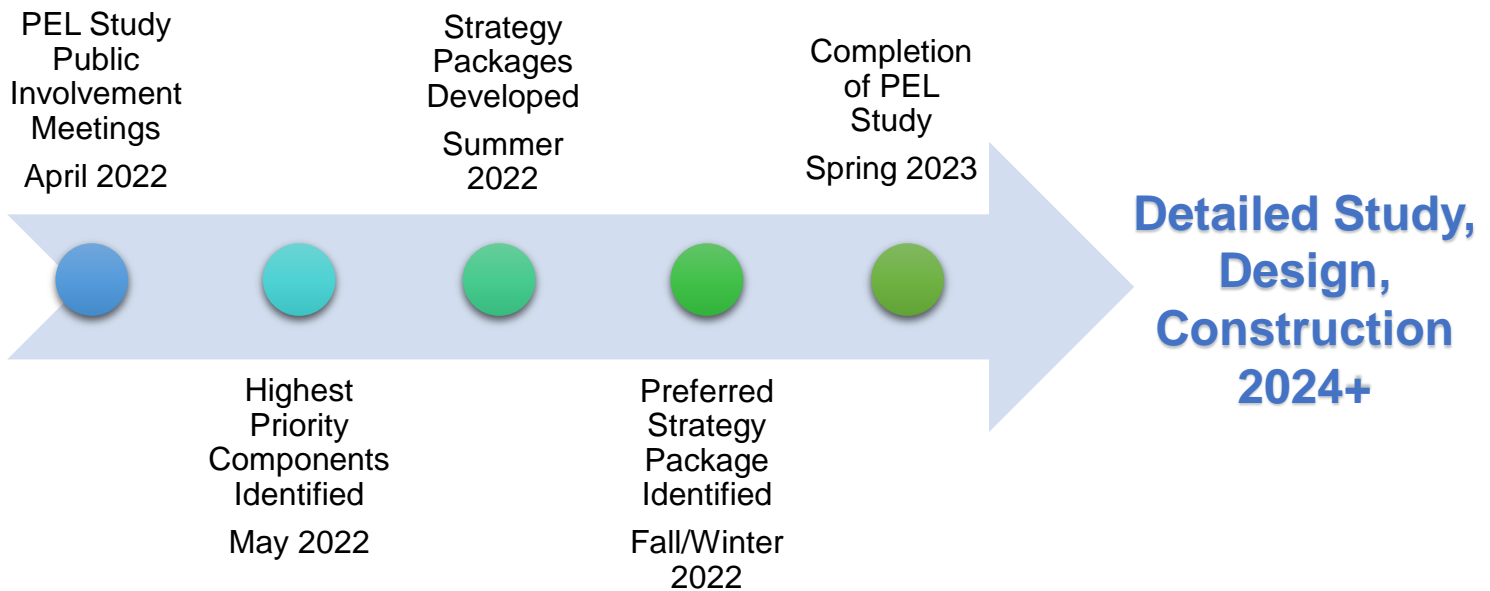 PEL Study
Public
Involvement
Meetings
April 2022
Highest
Priority
Components
Identified
May 2022
Strategy
Packages
Developed
Summer
2022
Preferred
Strategy
Package
Identified
Fall/Winter
2022
Completion
of PEL
Study
Spring 2023
Detailed Study,
Design,
Construction
2024+